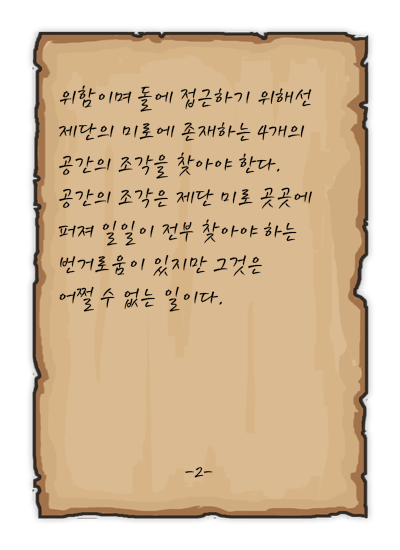 위함이며 돌에 접근하기 위해선
제단의 미로에 존재하는 4개의
공간의 조각을 찾아야 한다.
공간의 조각은 제단 미로 곳곳에
퍼져 일일이 전부 찾아야 하는
번거로움이 있지만 그것은
어쩔 수 없는 일이다.
-2-